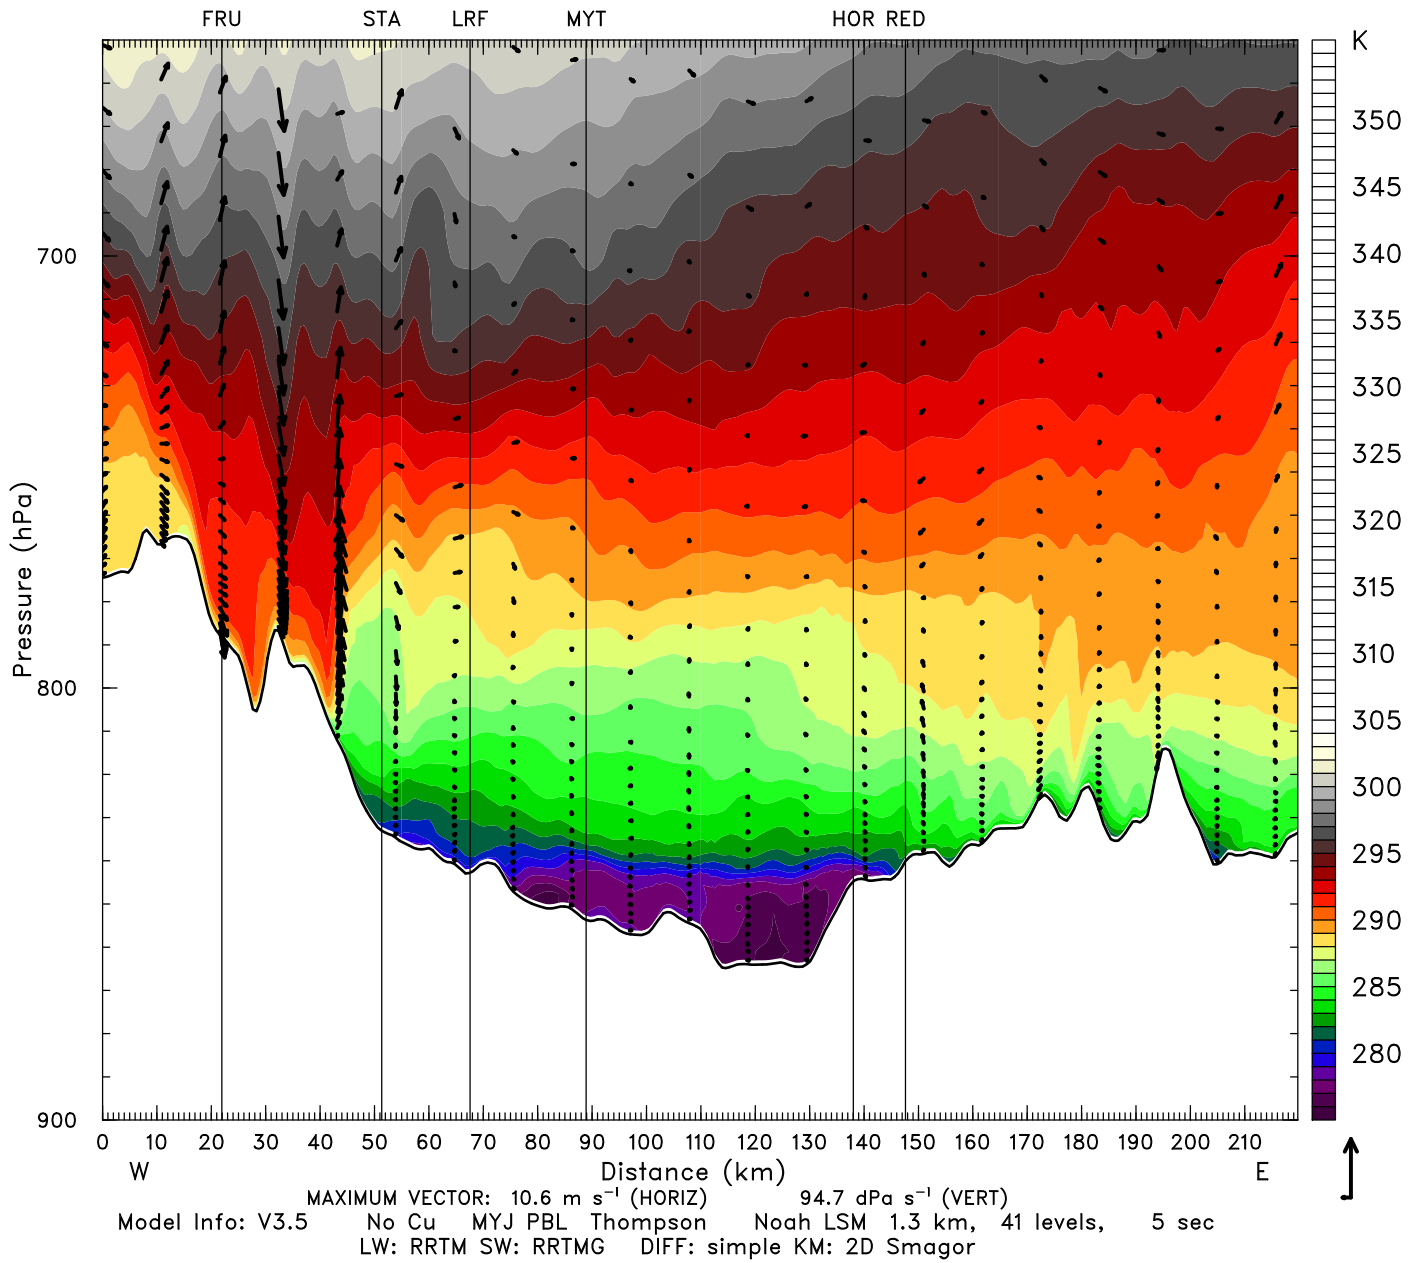 FRU STA LRF MYT HOR RED
K
350
345
340
335
330
325
320
315
310
305
300
295
290
285
280
Pressure (hPa)
700
800
900
0 10 20 30 40 50 60 70 80 90 100 110 120 130 140 150 160 170 180 190 200 210
W Distance (km) E
MAXIMUM VECTOR: 10.6 m s⁻¹ (HORIZ) 94.7 dPa s⁻¹ (VERT)
Model Info: V3.5 No Cu MYJ PBL Thompson Noah LSM 1.3 km, 41 levels, 5 sec
LW: RRTM SW: RRTMG DIFF: simple KM: 2D Smagor